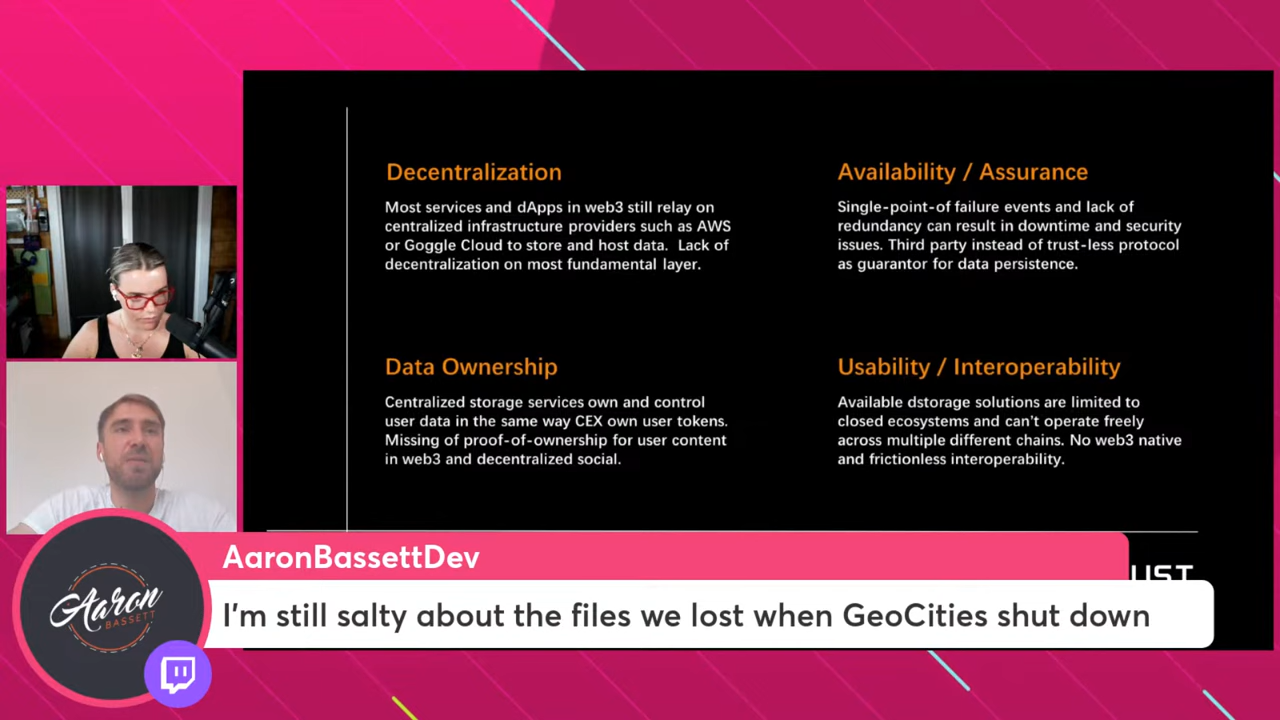 Decentralization
Most services and dApps in web3 still relay on
centralized infrastructure providers such as AWS
or Goggle Cloud to store and host data. Lack of
decentralization on most fundamental layer.
Availability / Assurance
Single-point-of failure events and lack of
redundancy can result in downtime and security
issues. Third party instead of trust-less protocol
as guarantor for data persistence.
Data Ownership
Centralized storage services own and control
user data in the same way CEX own user tokens.
Missing of proof-of-ownership for user content
in web3 and decentralized social.
Usability / Interoperability
Available dstorage solutions are limited to
closed ecosystems and can't operate freely
across multiple different chains. No web3 native
and frictionless interoperability.
AaronBassettDev
I'm still salty about the files we lost when GeoCities shut down
Aaron
BASSETT